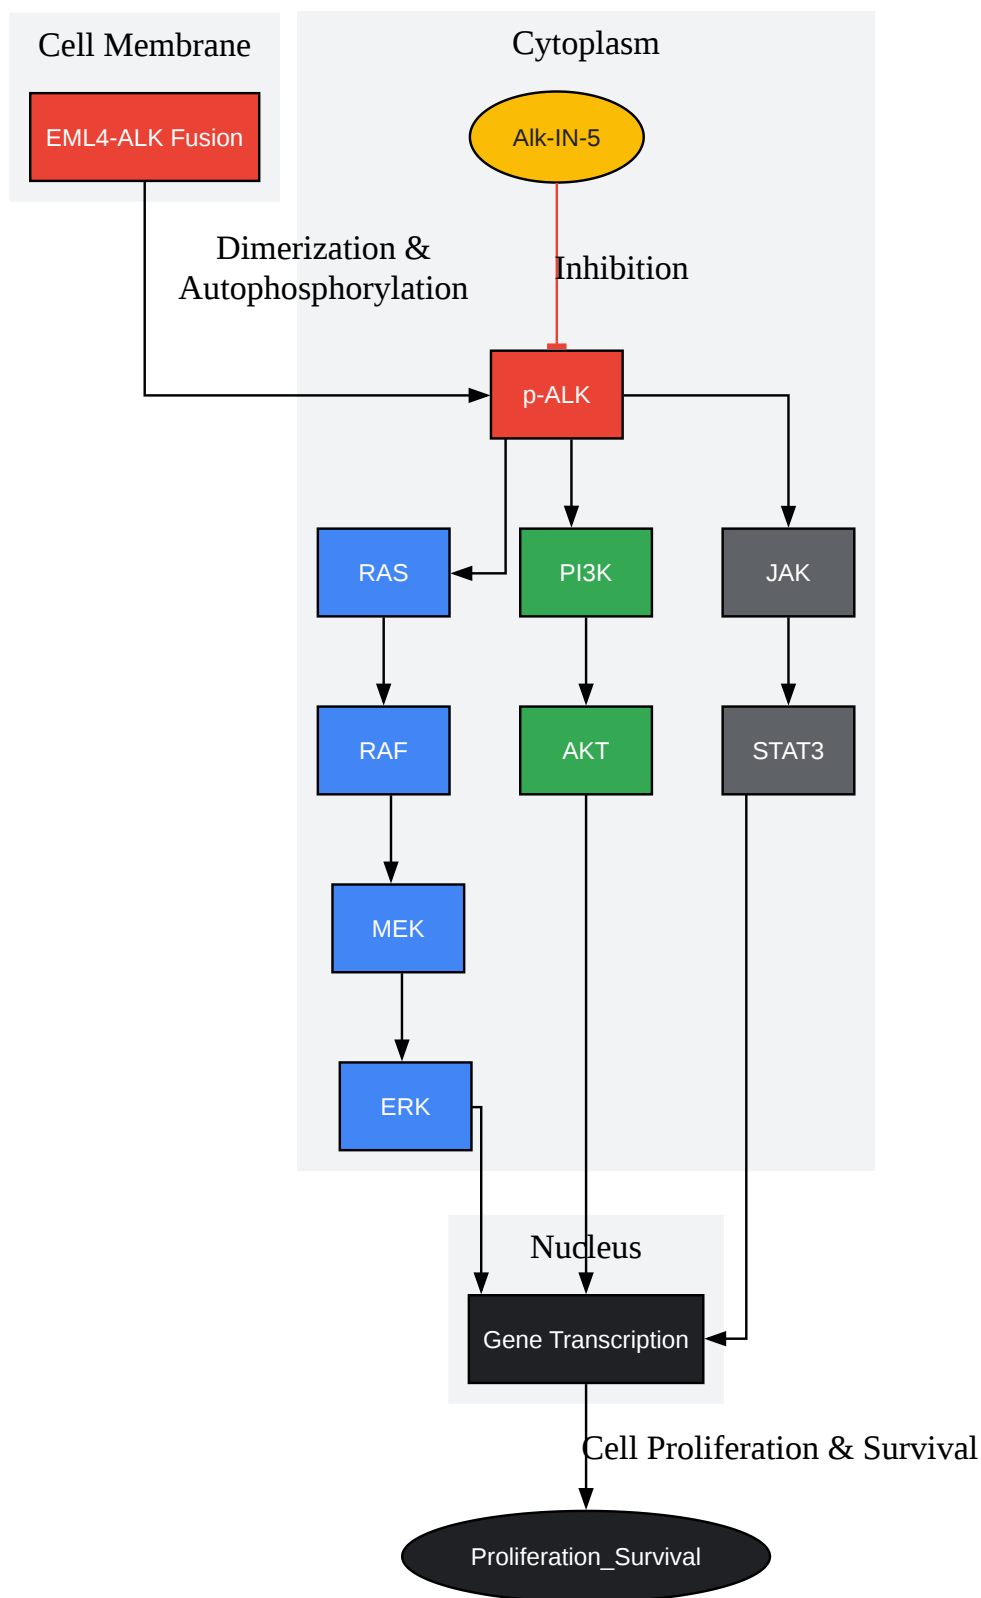 Cell Membrane
Cytoplasm
EML4-ALK Fusion
Alk-IN-5
Dimerization &
Autophosphorylation
Inhibition
p-ALK
RAS
PI3K
JAK
RAF
AKT
STAT3
MEK
ERK
Nucleus
Gene Transcription
Cell Proliferation & Survival
Proliferation_Survival